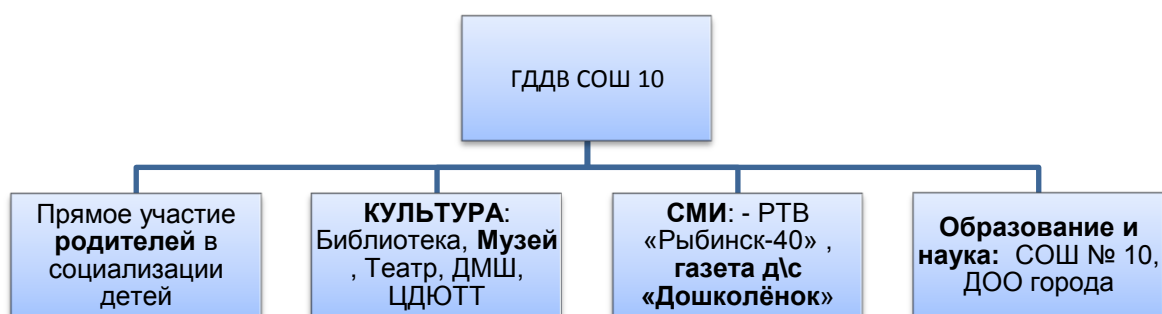 ГДДВ СОШ 10
Прямое участие
родителей в
социализации
детей
КУЛЬТУРА:
Библиотека, Музей
, Театр, ДМШ,
ЦДЮТТ
СМИ: - РТВ
«Рыбинск-40» ,
газета д\с
«Дошколёнок»
Образование и
наука: СОШ № 10,
ДОО города